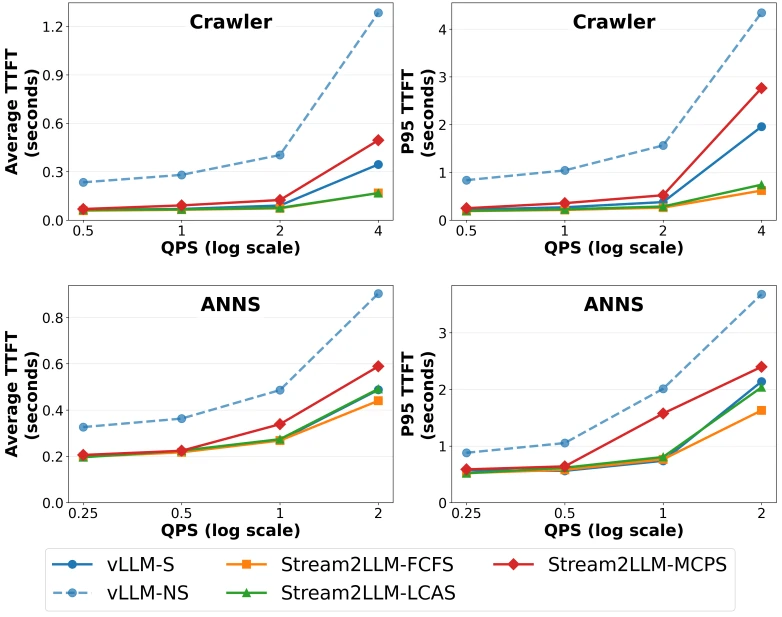 Crawler
Average TTFT
(seconds)
1.2
0.9
0.6
0.3
0.0
0.5 1 2 4
QPS (log scale)
Crawler
P95 TTFT
(seconds)
4
3
2
1
0
0.5 1 2 4
QPS (log scale)
ANNS
Average TTFT
(seconds)
0.8
0.6
0.4
0.2
0.0
0.25 0.5 1 2
QPS (log scale)
ANNS
P95 TTFT
(seconds)
3
2
1
0
0.25 0.5 1 2
QPS (log scale)
vLLM-S Stream2LLM-FCFS Stream2LLM-MCPS
vLLM-NS Stream2LLM-LCAS